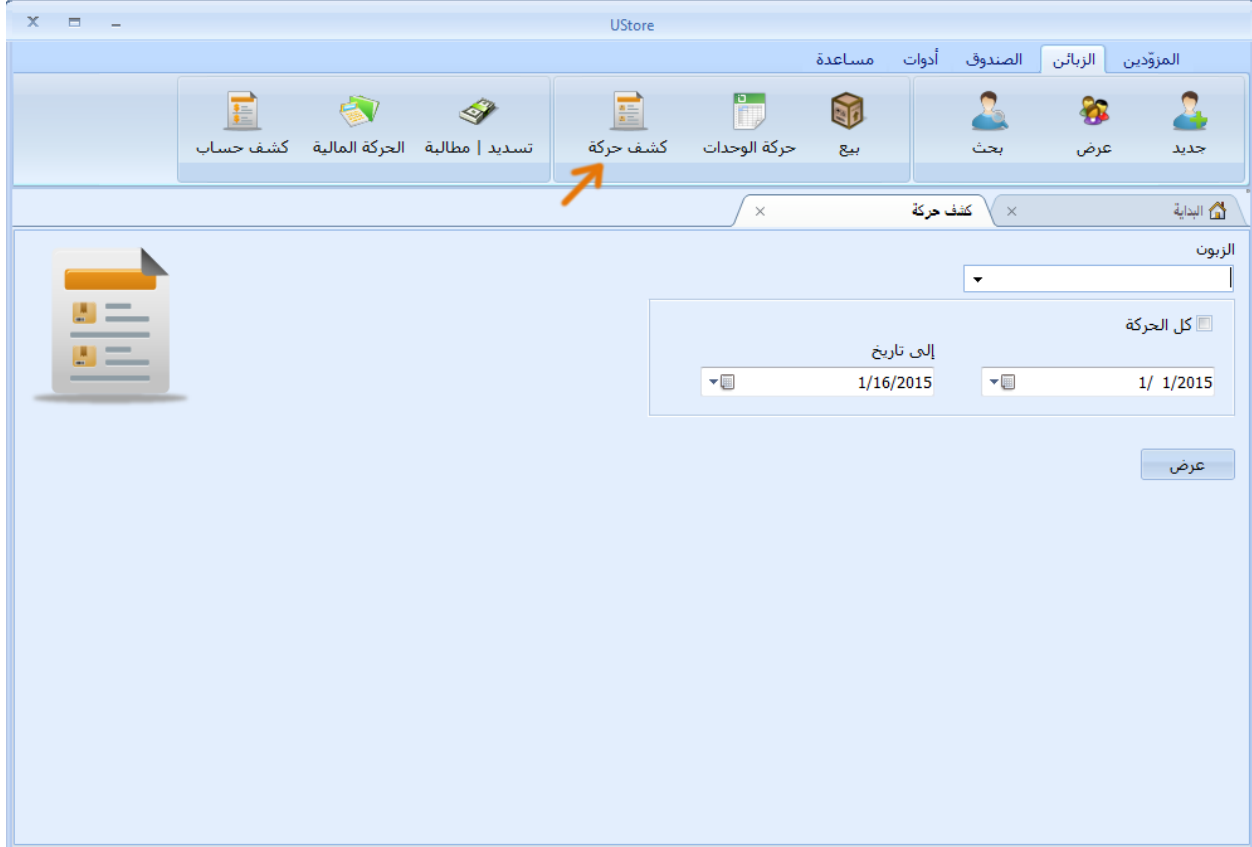 UStore
المزوّدين الزبائن الصندوق أدوات مساعدة
جديد عرض بحث بيع حركة الوحدات كشف حركة تسديد | مطالبة الحركة المالية كشف حساب
البداية كشف حركة
الزبون
كل الحركة
إلى تاريخ
1/ 1/2015 1/16/2015
عرض